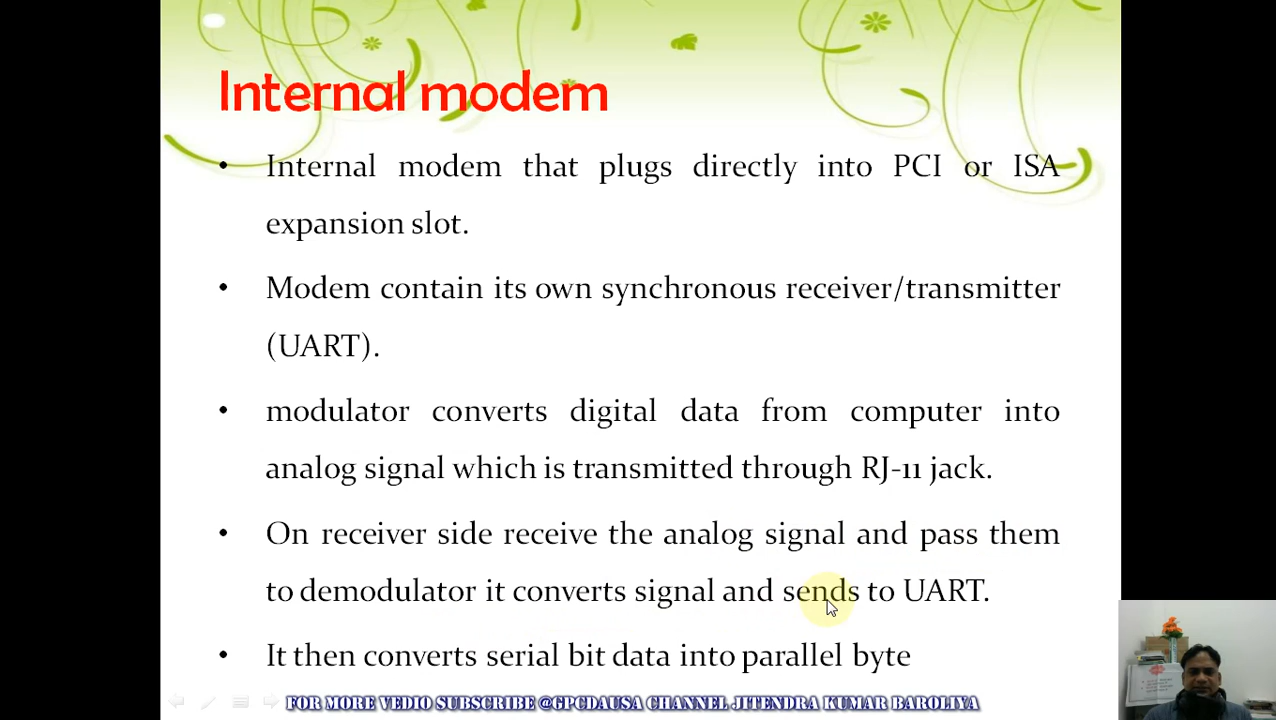 Internal modem
• Internal modem that plugs directly into PCI or ISA
expansion slot.
• Modem contain its own synchronous receiver/transmitter
(UART).
• modulator converts digital data from computer into
analog signal which is transmitted through RJ-11 jack.
• On receiver side receive the analog signal and pass them
to demodulator it converts signal and sends to UART.
• It then converts serial bit data into parallel byte
FOR MORE VEDIO SUBSCRIBE @GPCDAUSA CHANNEL JITENDRA KUMAR BAROLIYA